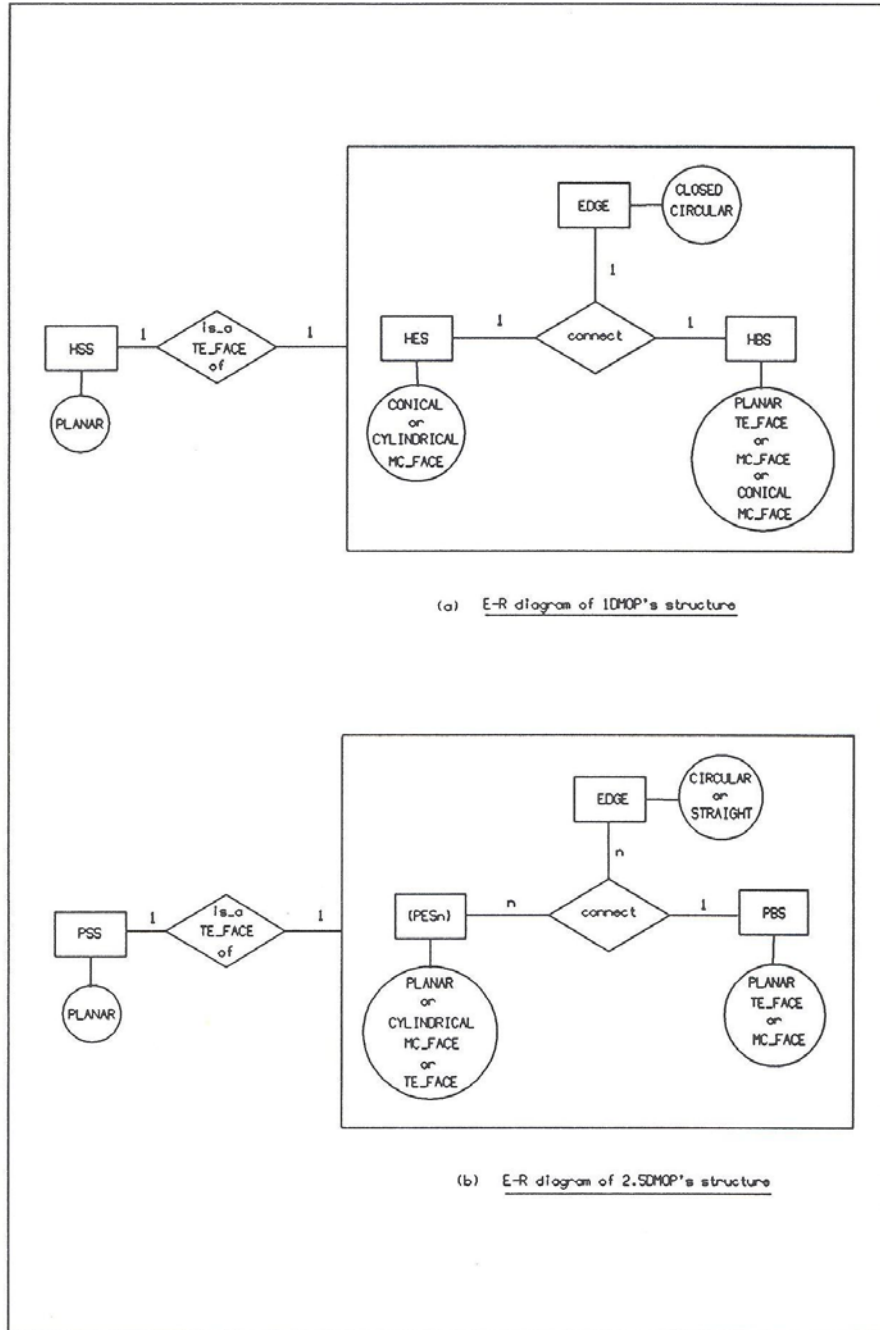 CLOSED
CIRCULAR
EDGE
1
HSS
1
is_a
TE_FACE
of
1
HES
1
connect
1
HBS
PLANAR
CONICAL
or
CYLINDRICAL
MC_FACE
PLANAR
TE_FACE
or
MC_FACE
or
CONICAL
MC_FACE
(a) E-R diagram of 1DMOP's structure
CIRCULAR
or
STRAIGHT
EDGE
n
PSS
1
is_a
TE_FACE
of
1
(PESn)
n
connect
1
PBS
PLANAR
PLANAR
or
CYLINDRICAL
MC_FACE
or
TE_FACE
PLANAR
TE_FACE
or
MC_FACE
(b) E-R diagram of 2.5DMOP's structure